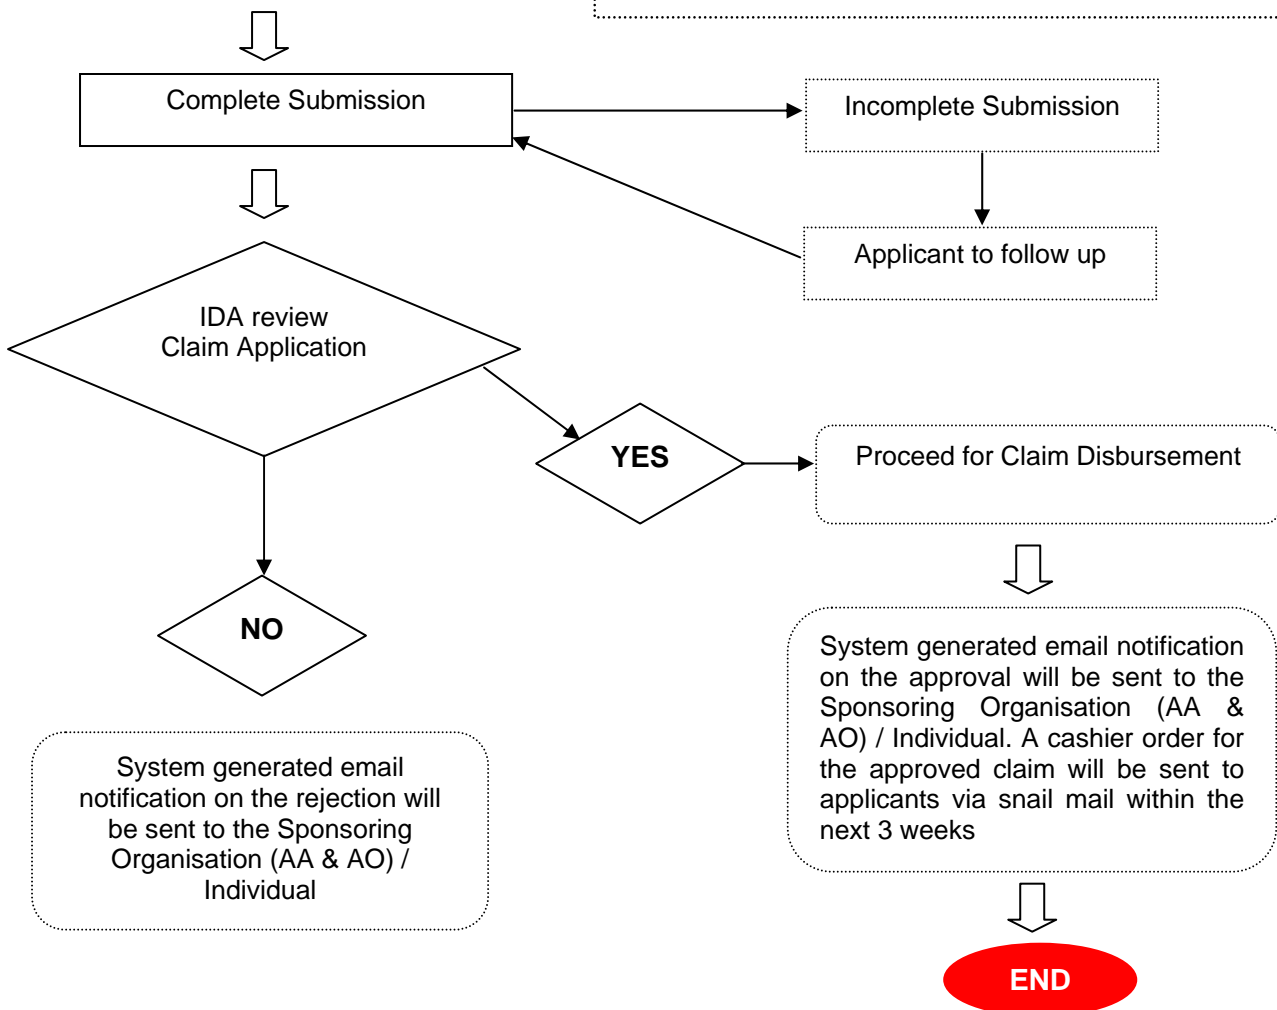 Complete Submission
Incomplete Submission
Applicant to follow up
IDA review
Claim Application
YES
Proceed for Claim Disbursement
NO
System generated email
notification on the rejection will
be sent to the Sponsoring
Organisation (AA & AO) /
Individual
System generated email notification
on the approval will be sent to the
Sponsoring Organisation (AA &
AO) / Individual. A cashier order for
the approved claim will be sent to
applicants via snail mail within the
next 3 weeks
END